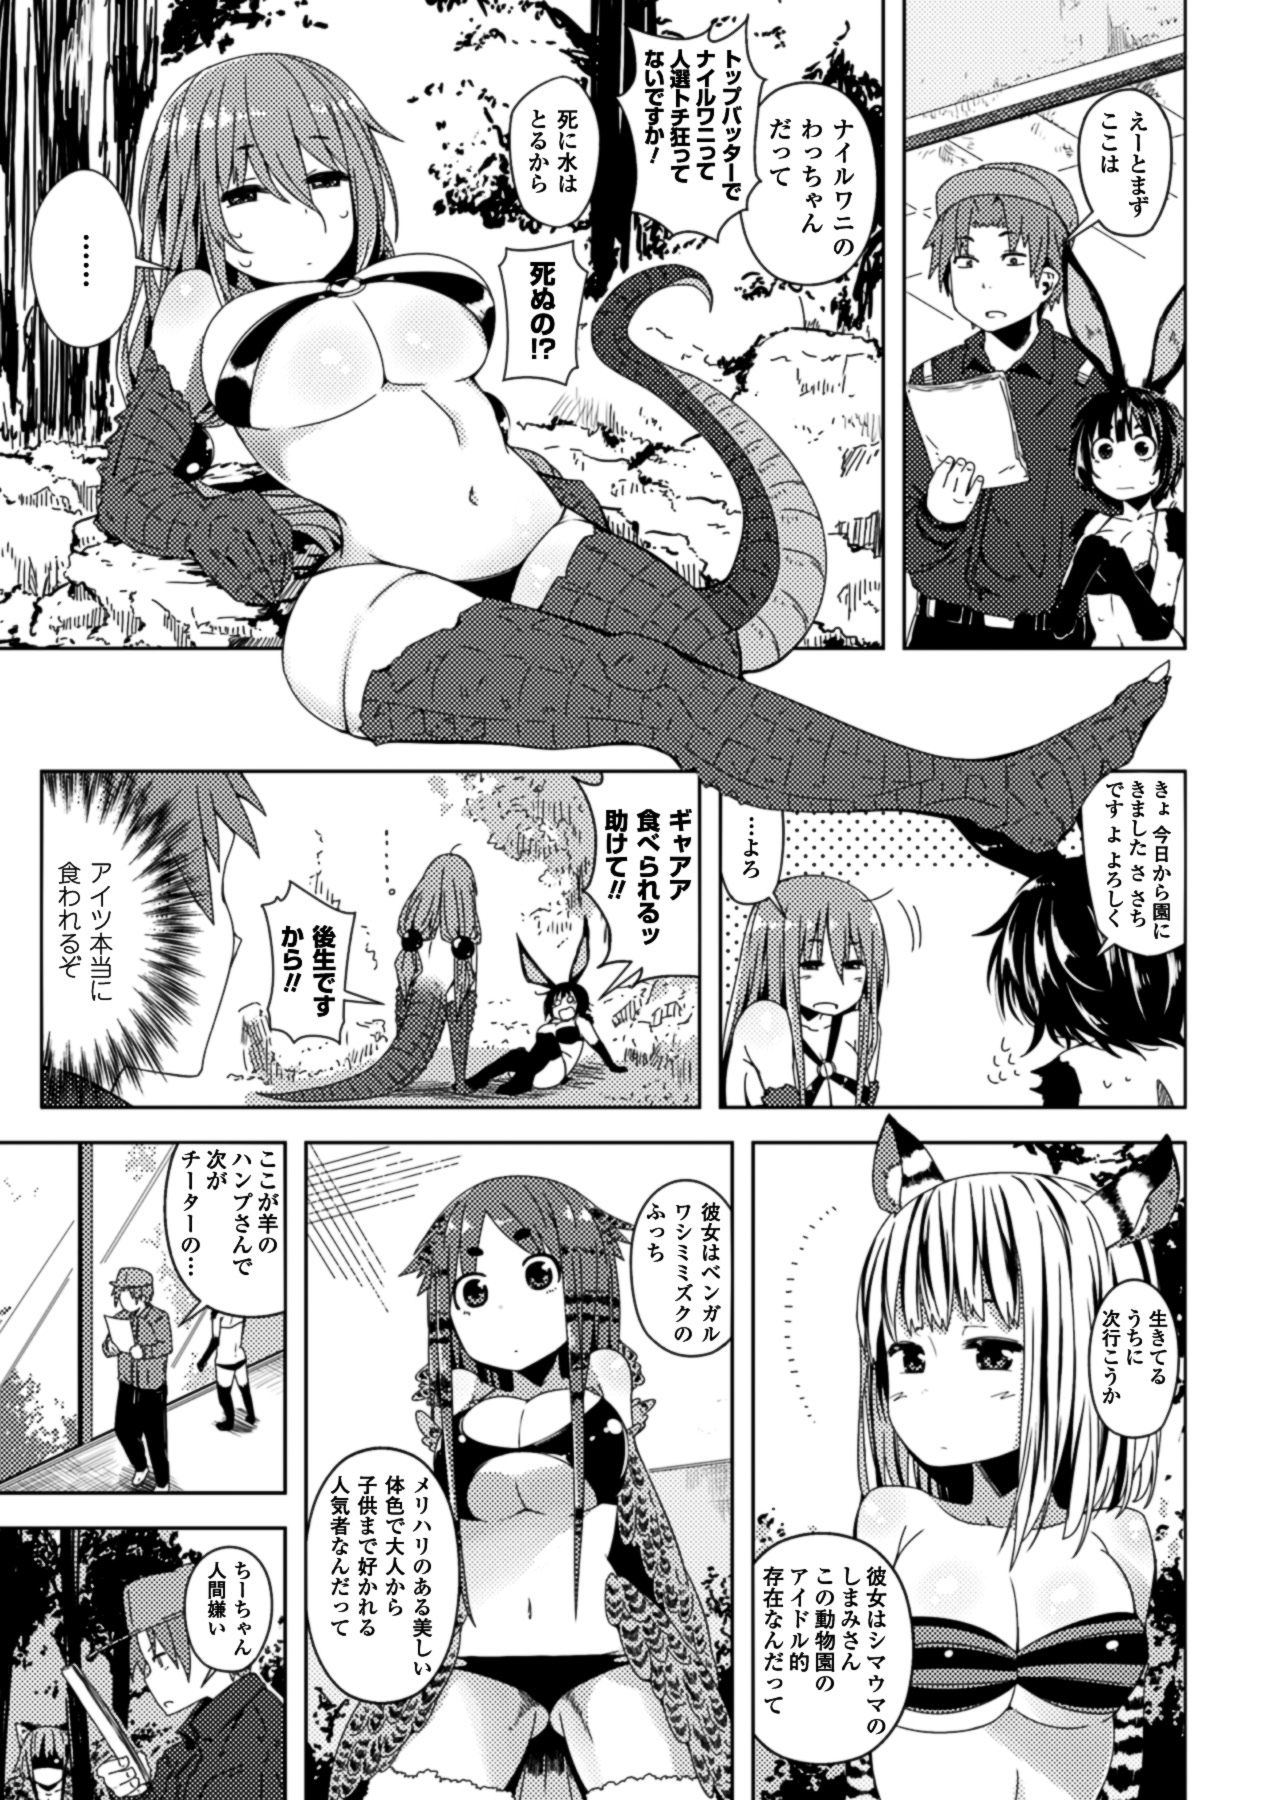 えーとまず
ここは
ナイルワニの
わっちゃん
だって
トップバッターで
ナイルワニって
人選トチ狂って
ないですか!
死に水は
とるから
死ぬの!?
……
きょ 今日から園に
きました さ さち
です よ よろしく
…よろ
ギャアア
食べられるッ
助けて!!
…
後生です
から!!
アイツ本当に
食われるぞ
生きてる
うちに
次行こうか
彼女はシマウマの
しまみさん
この動物園の
アイドル的
存在なんだって
彼女はベンガル
ワシミミズクの
ふっち
メリハリのある美しい
体色で大人から
子供まで好かれる
人気者なんだって
ここが羊の
ハンプさんで
次が
チーターの…
ちーちゃん
人間嫌い